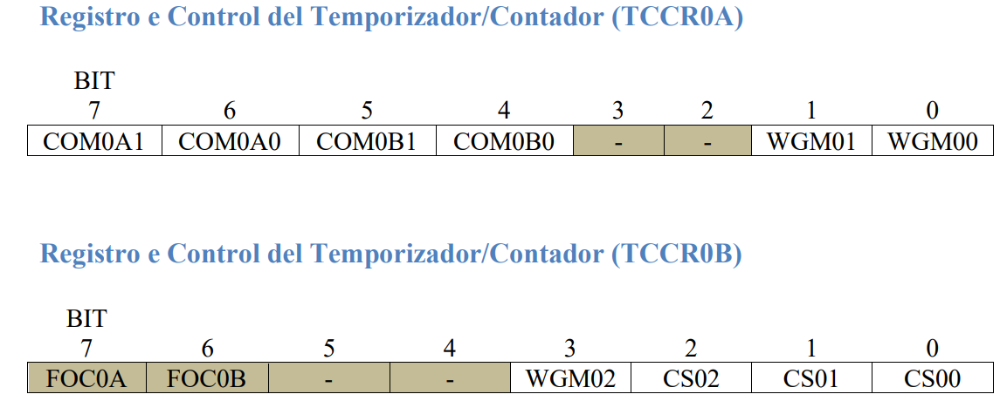 Registro e Control del Temporizador/Contador (TCCR0A)
BIT
7 6 5 4 3 2 1 0
COM0A1 COM0A0 COM0B1 COM0B0 - - WGM01 WGM00
Registro e Control del Temporizador/Contador (TCCR0B)
BIT
7 6 5 4 3 2 1 0
FOC0A FOC0B - - WGM02 CS02 CS01 CS00